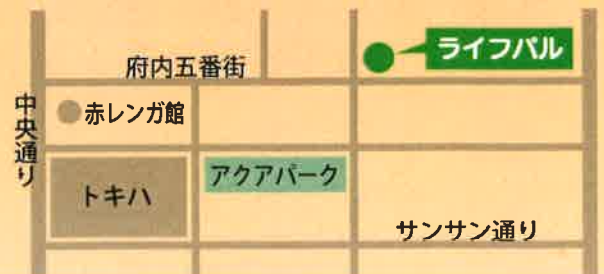 ライフパル
府内五番街
中央通り
赤レンガ館
アクアパーク
トキハ
サンサン通り